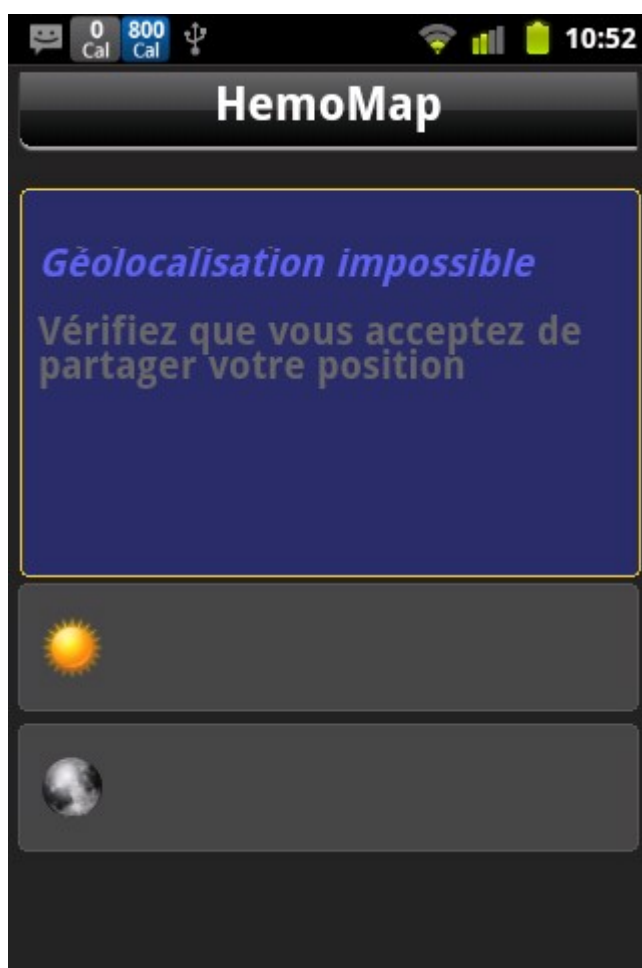 0 800 10:52
Cal Cal
HemoMap
Géolocalisation impossible
Vérifiez que vous acceptez de
partager votre position